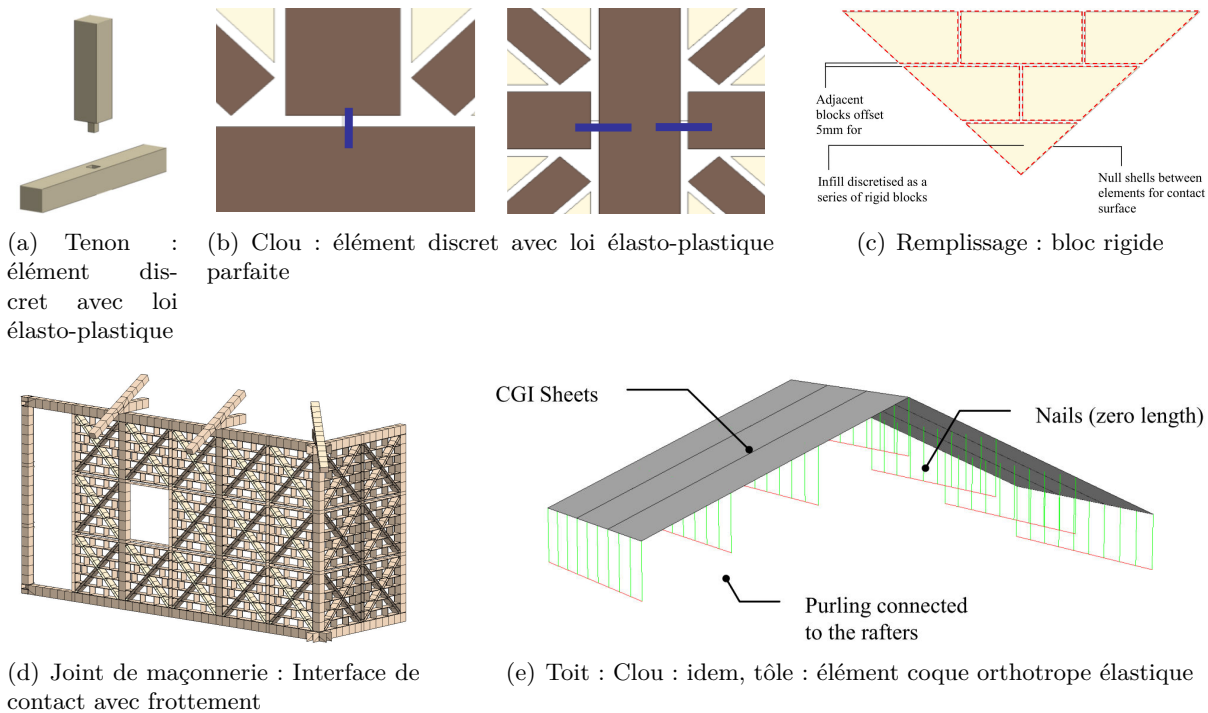 Adjacent
blocks offset
5mm for
Infill discretised as a
series of rigid blocks
Null shells between
elements for contact
surface
(a) Tenon :
élément dis-
cret avec loi
élasto-plastique
(b) Clou : élément discret avec loi élasto-plastique
parfaite
(c) Remplissage : bloc rigide
CGI Sheets
Nails (zero length)
Purling connected
to the rafters
(d) Joint de maçonnerie : Interface de
contact avec frottement
(e) Toit : Clou : idem, tôle : élément coque orthotrope élastique